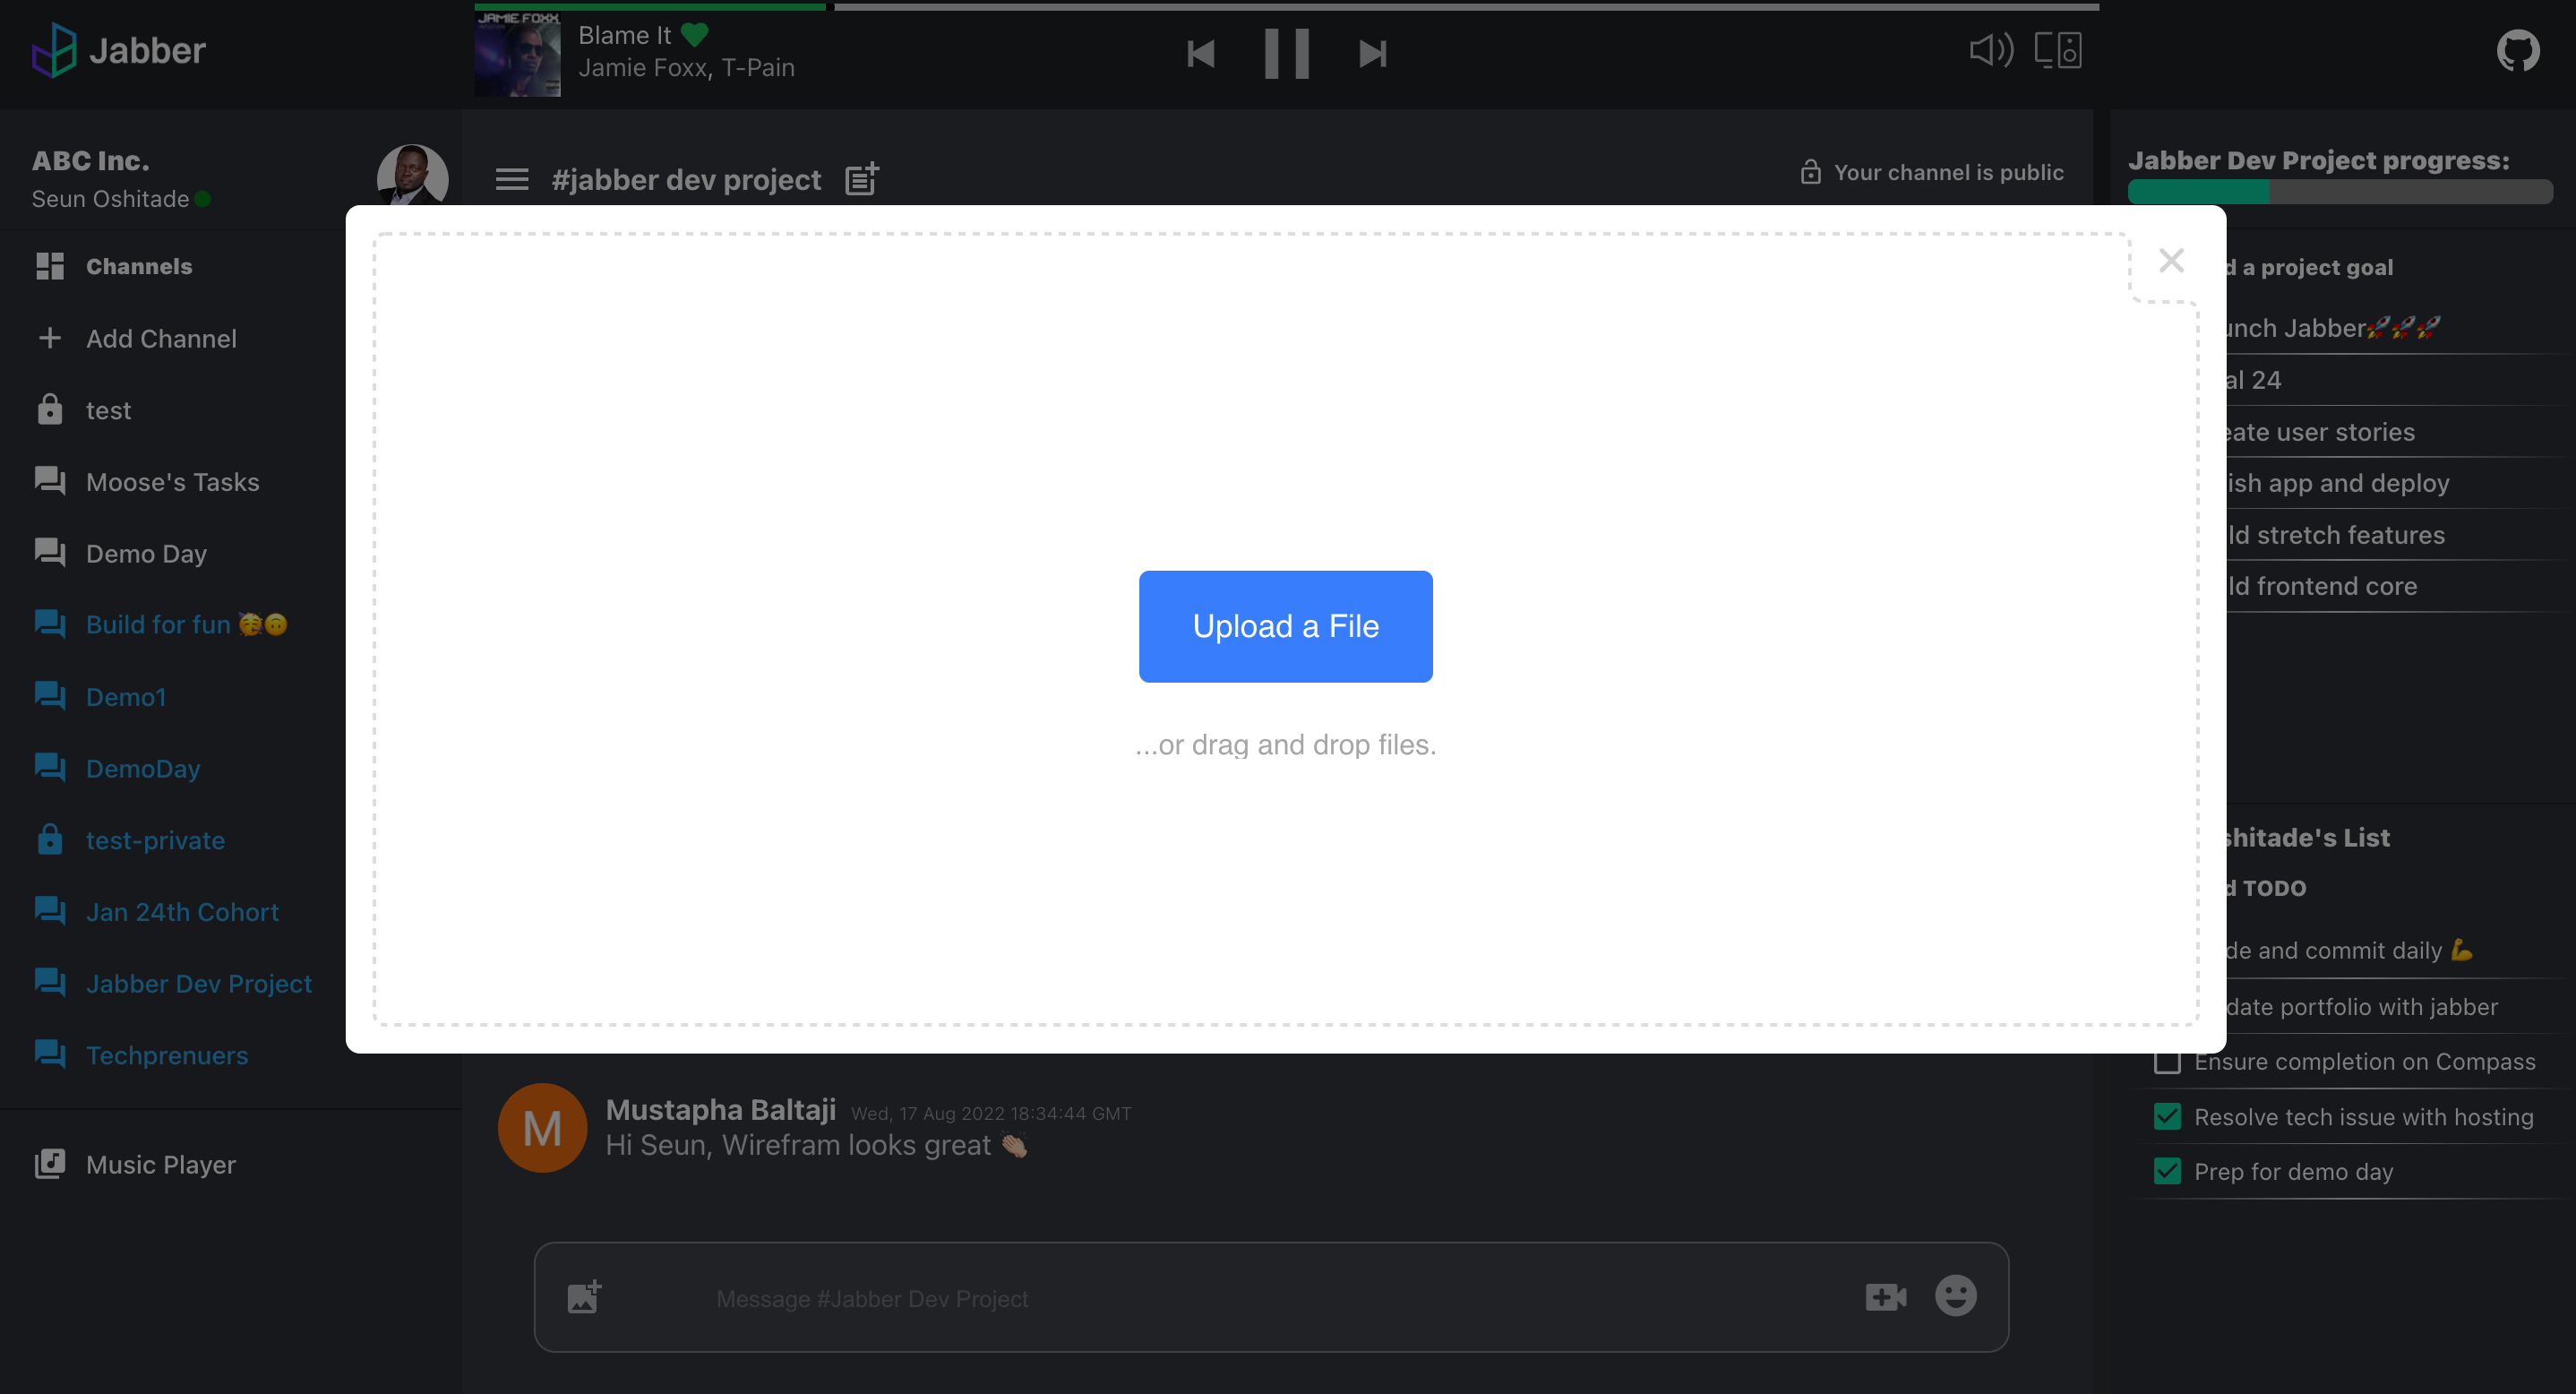 Jabber
JAMIE FOXX
Blame It 💚
Jamie Foxx, T-Pain
ABC Inc.
Seun Oshitade
Channels
Add Channel
test
Moose's Tasks
Demo Day
Build for fun 🥳🙃
Demo1
DemoDay
test-private
Jan 24th Cohort
Jabber Dev Project
Techprenuers
Music Player
#jabber dev project
Your channel is public
Upload a File
...or drag and drop files.
M
Mustapha Baltaji Wed, 17 Aug 2022 18:34:44 GMT
Hi Seun, Wirefram looks great 👏🏼
Message #Jabber Dev Project
Jabber Dev Project progress:
d a project goal
unch Jabber🚀🚀🚀
al 24
eate user stories
ish app and deploy
ld stretch features
ld frontend core
shitade's List
d TODO
de and commit daily 💪
date portfolio with jabber
Ensure completion on Compass
Resolve tech issue with hosting
Prep for demo day